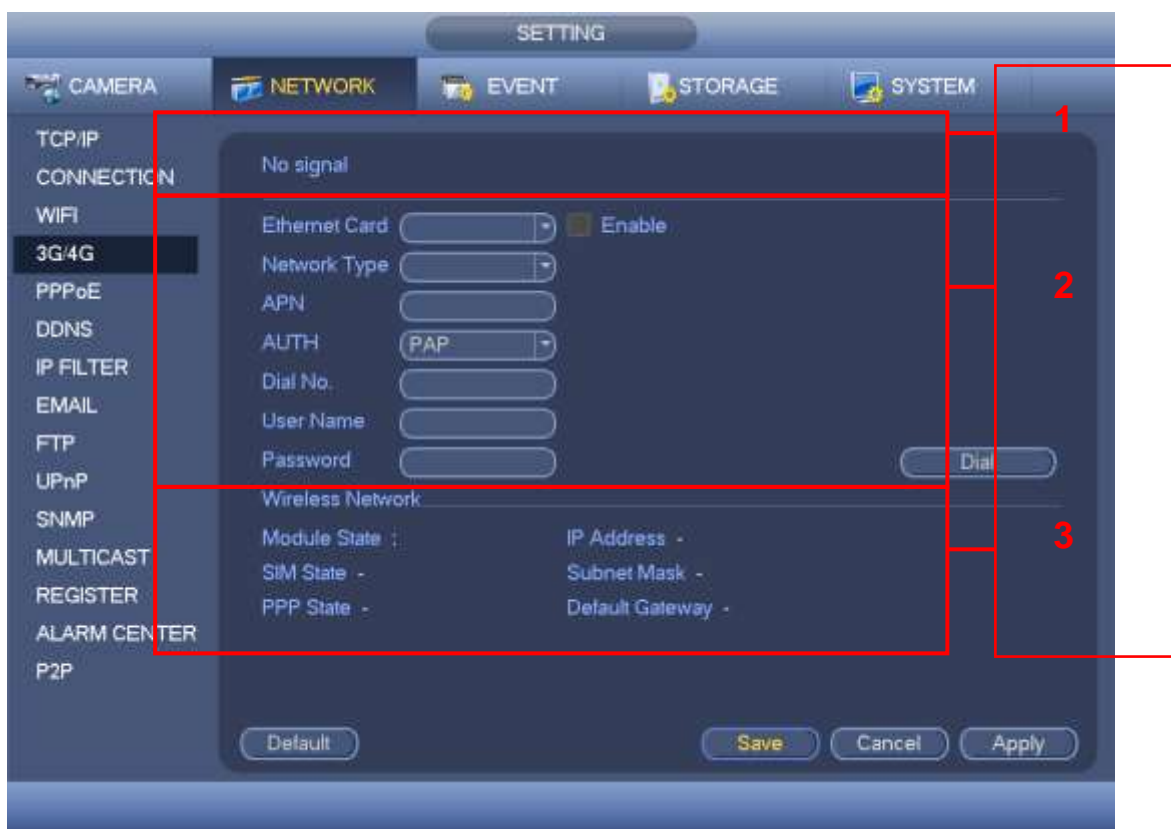 SETTING
CAMERA NETWORK EVENT STORAGE SYSTEM
1
TCP/IP
CONNECTION
WIFI
3G/4G
PPPoE
DDNS
IP FILTER
EMAIL
FTP
UPnP
SNMP
MULTICAST
REGISTER
ALARM CENTER
P2P
No signal
Ethernet Card Enable
Network Type
2
APN
AUTH PAP
Dial No.
User Name
Password Dial
Wireless Network
Module State : IP Address -
3
SIM State - Subnet Mask -
PPP State - Default Gateway -
Default Save Cancel Apply